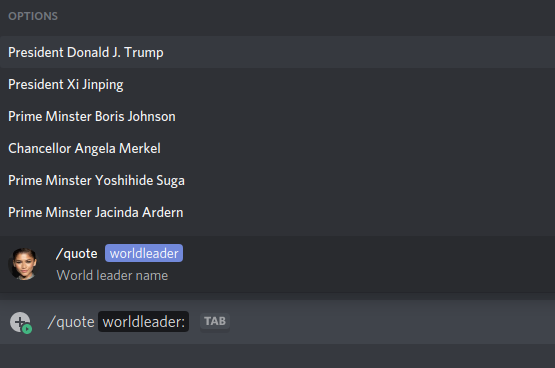 OPTIONS
President Donald J. Trump
President Xi Jinping
Prime Minster Boris Johnson
Chancellor Angela Merkel
Prime Minster Yoshihide Suga
Prime Minster Jacinda Ardern
/quote worldleader
World leader name
/quote worldleader: TAB